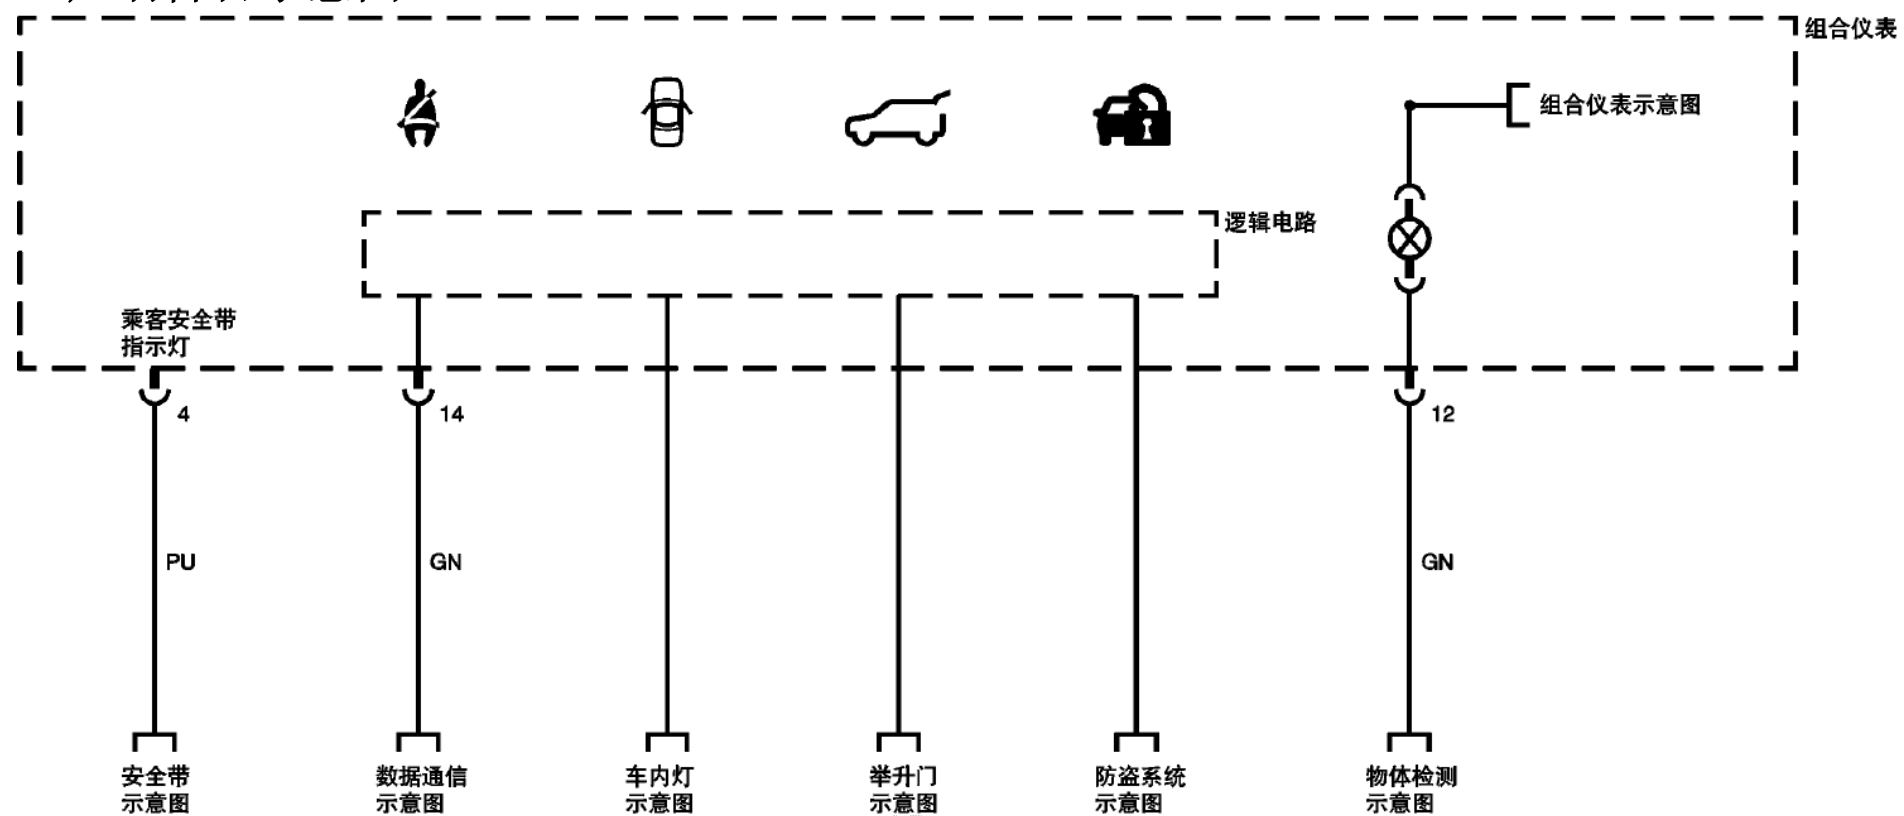 组合仪表
组合仪表示意图
逻辑电路
乘客安全带
指示灯
4
14
12
PU
GN
GN
安全带
示意图
数据通信
示意图
车内灯
示意图
举升门
示意图
防盗系统
示意图
物体检测
示意图